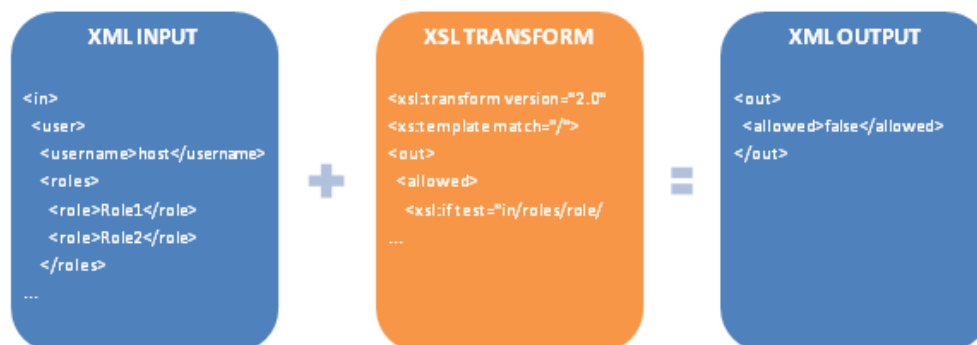 XML INPUT
<in>
<user>
<username>host</username>
<roles>
<role>Role1</role>
<role>Role2</role>
</roles>
...
XSL TRANSFORM
<xsl:transform version="2.0"
<xs:template match="/">
<out>
<allowed>
<xsl:if test="in/roles/role/
...
XML OUTPUT
<out>
<allowed>false</allowed>
</out>